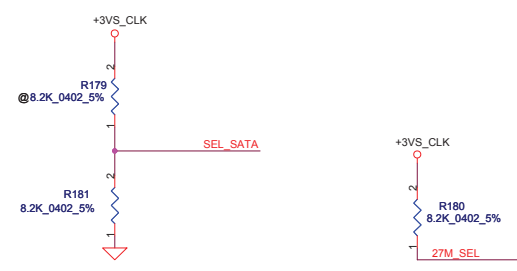 +3VS_CLK
2
R179
@8.2K_0402_5%
1
SEL_SATA
2
R181
8.2K_0402_5%
1
+3VS_CLK
2
R180
8.2K_0402_5%
1
27M_SEL